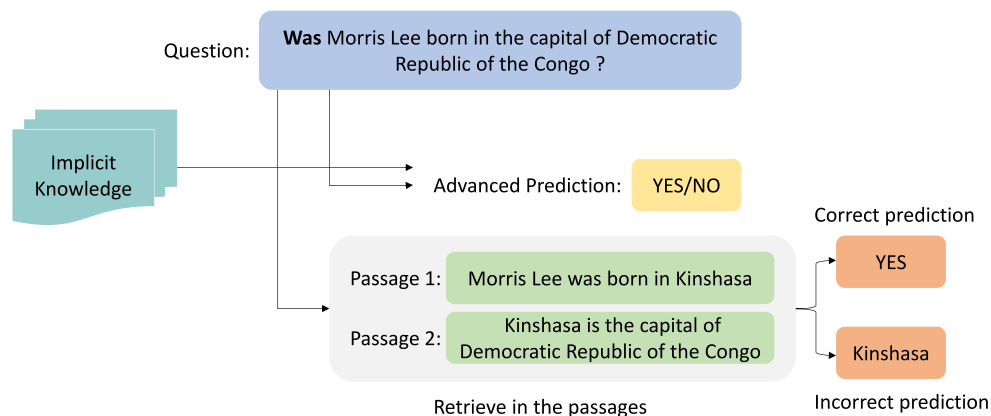 Question:
Was Morris Lee born in the capital of Democratic
Republic of the Congo ?
Implicit
Knowledge
Advanced Prediction:
YES/NO
Correct prediction
Passage 1:
Morris Lee was born in Kinshasa
YES
Passage 2:
Kinshasa is the capital of
Democratic Republic of the Congo
Kinshasa
Retrieve in the passages
Incorrect prediction